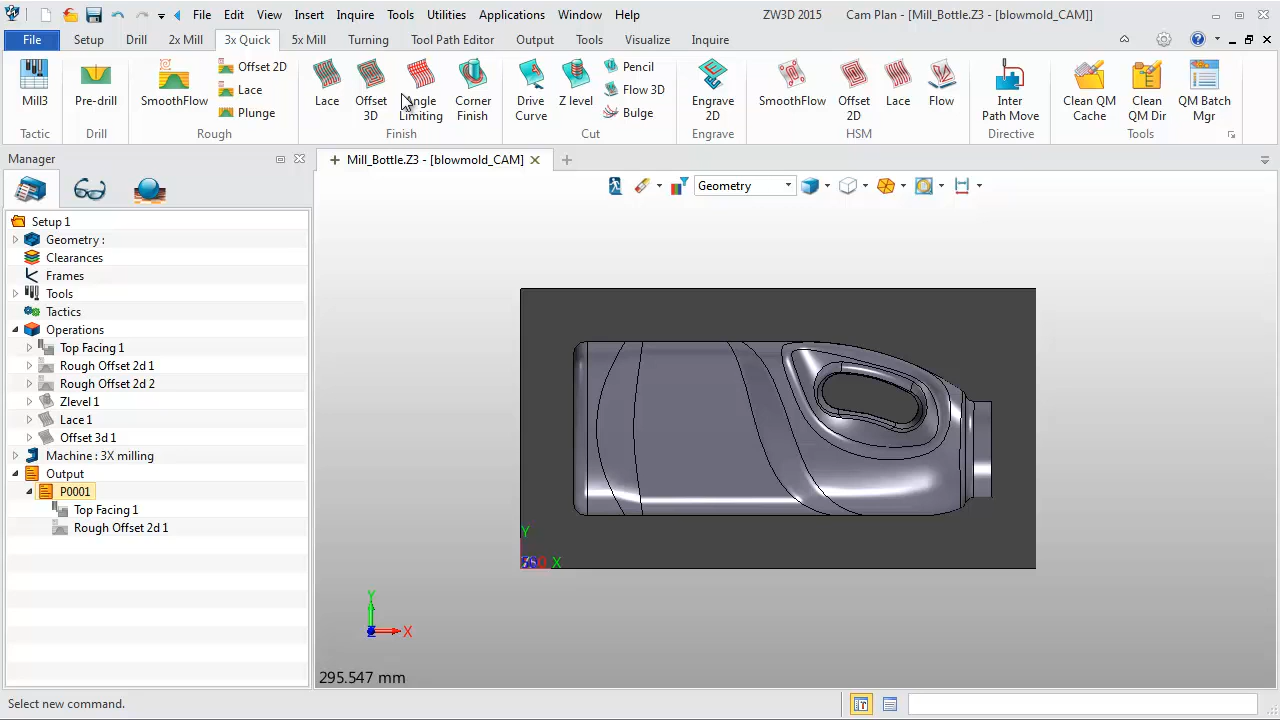 File Edit View Insert Inquire Tools Utilities Applications Window Help ZW3D 2015 Cam Plan - [Mill_Bottle.Z3 - [blowmold_CAM]]
File Setup Drill 2x Mill 3x Quick 5x Mill Turning Tool Path Editor Output Tools Visualize Inquire
Mill3
Tactic
Pre-drill
Drill
SmoothFlow
Offset 2D
Lace
Plunge
Rough
Lace
Offset 3D
Angle Limiting
Corner Finish
Finish
Drive Curve
Z level
Pencil
Flow 3D
Bulge
Cut
Engrave 2D
Engrave
SmoothFlow
Offset 2D
Lace
Flow
HSM
Inter Path Move
Directive
Clean QM Cache
Clean QM Dir
QM Batch Mgr
Tools
Manager
Mill_Bottle.Z3 - [blowmold_CAM]
Geometry
Setup 1
Geometry :
Clearances
Frames
Tools
Tactics
Operations
Top Facing 1
Rough Offset 2d 1
Rough Offset 2d 2
Zlevel 1
Lace 1
Offset 3d 1
Machine : 3X milling
Output
P0001
Top Facing 1
Rough Offset 2d 1
Y
X
Y
X
295.547 mm
Select new command.